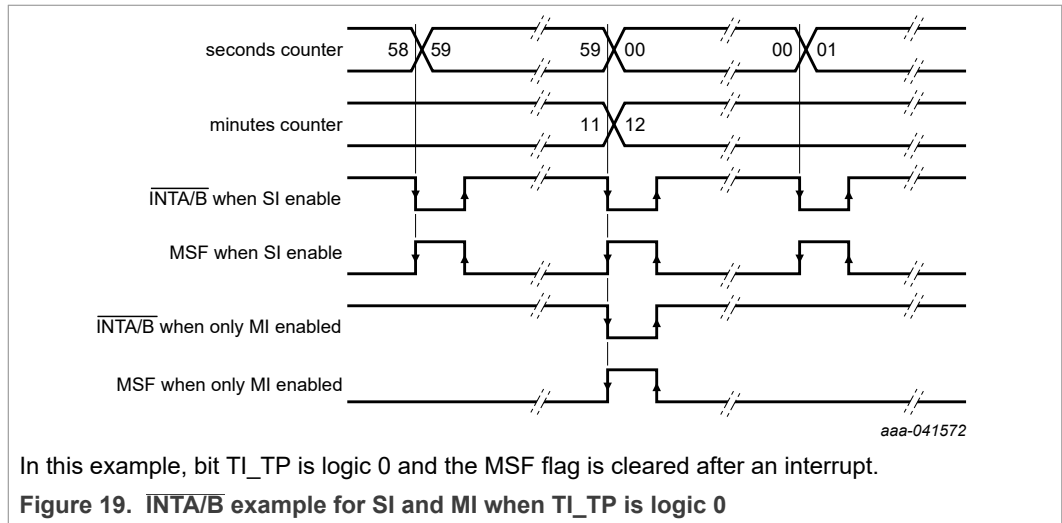 seconds counter 58 59 59 00 00 01
minutes counter 11 12
INTA/B when SI enable
MSF when SI enable
INTA/B when only MI enabled
MSF when only MI enabled
aaa-041572
In this example, bit TI_TP is logic 0 and the MSF flag is cleared after an interrupt.
Figure 19. INTA/B example for SI and MI when TI_TP is logic 0